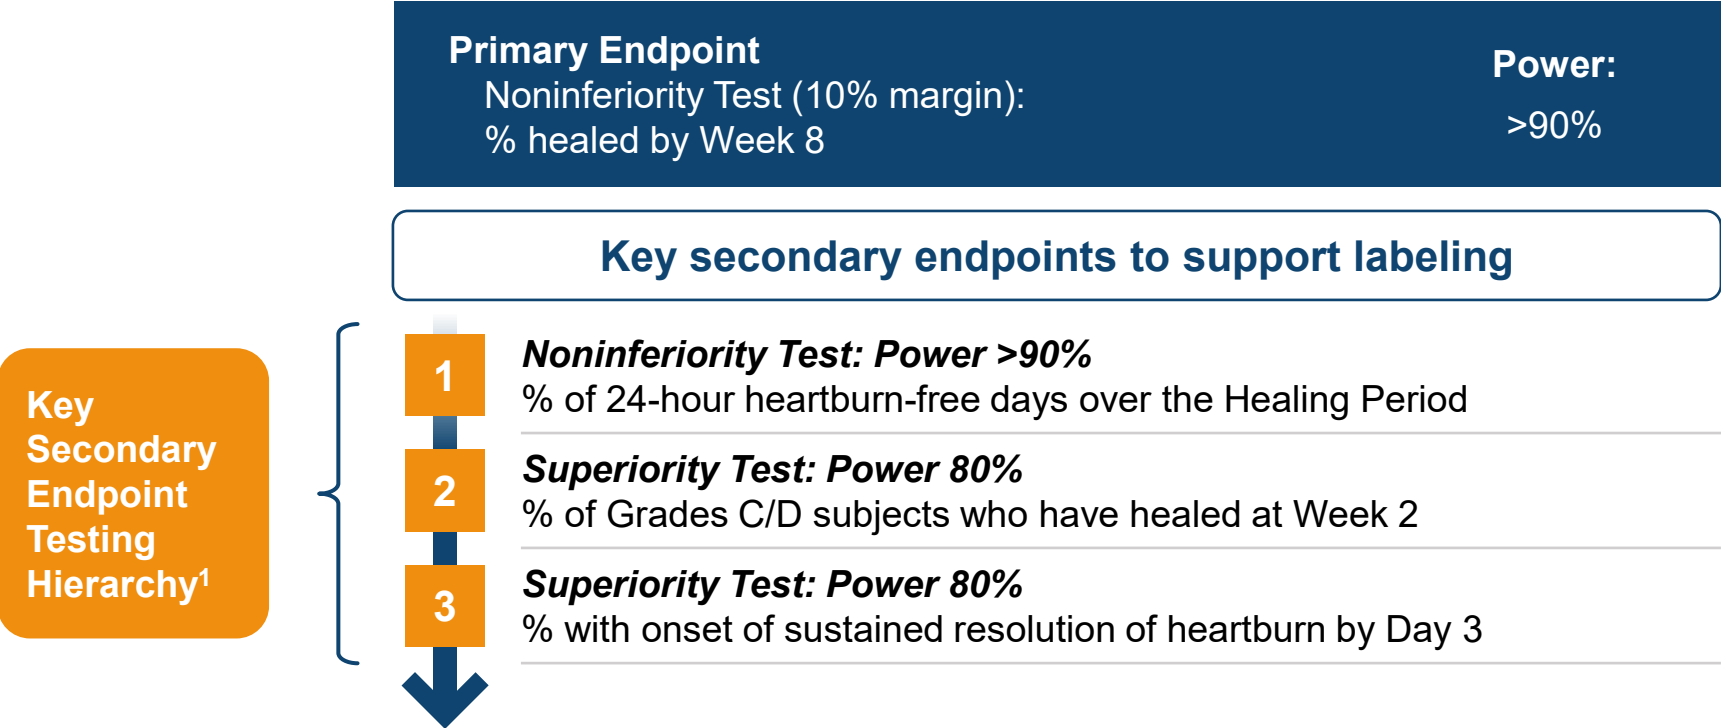 Primary Endpoint
Noninferiority Test (10% margin):
% healed by Week 8
Power:
>90%
Key secondary endpoints to support labeling
Key
Secondary
Endpoint
Testing
Hierarchy¹
1
Noninferiority Test: Power >90%
% of 24-hour heartburn-free days over the Healing Period
2
Superiority Test: Power 80%
% of Grades C/D subjects who have healed at Week 2
3
Superiority Test: Power 80%
% with onset of sustained resolution of heartburn by Day 3